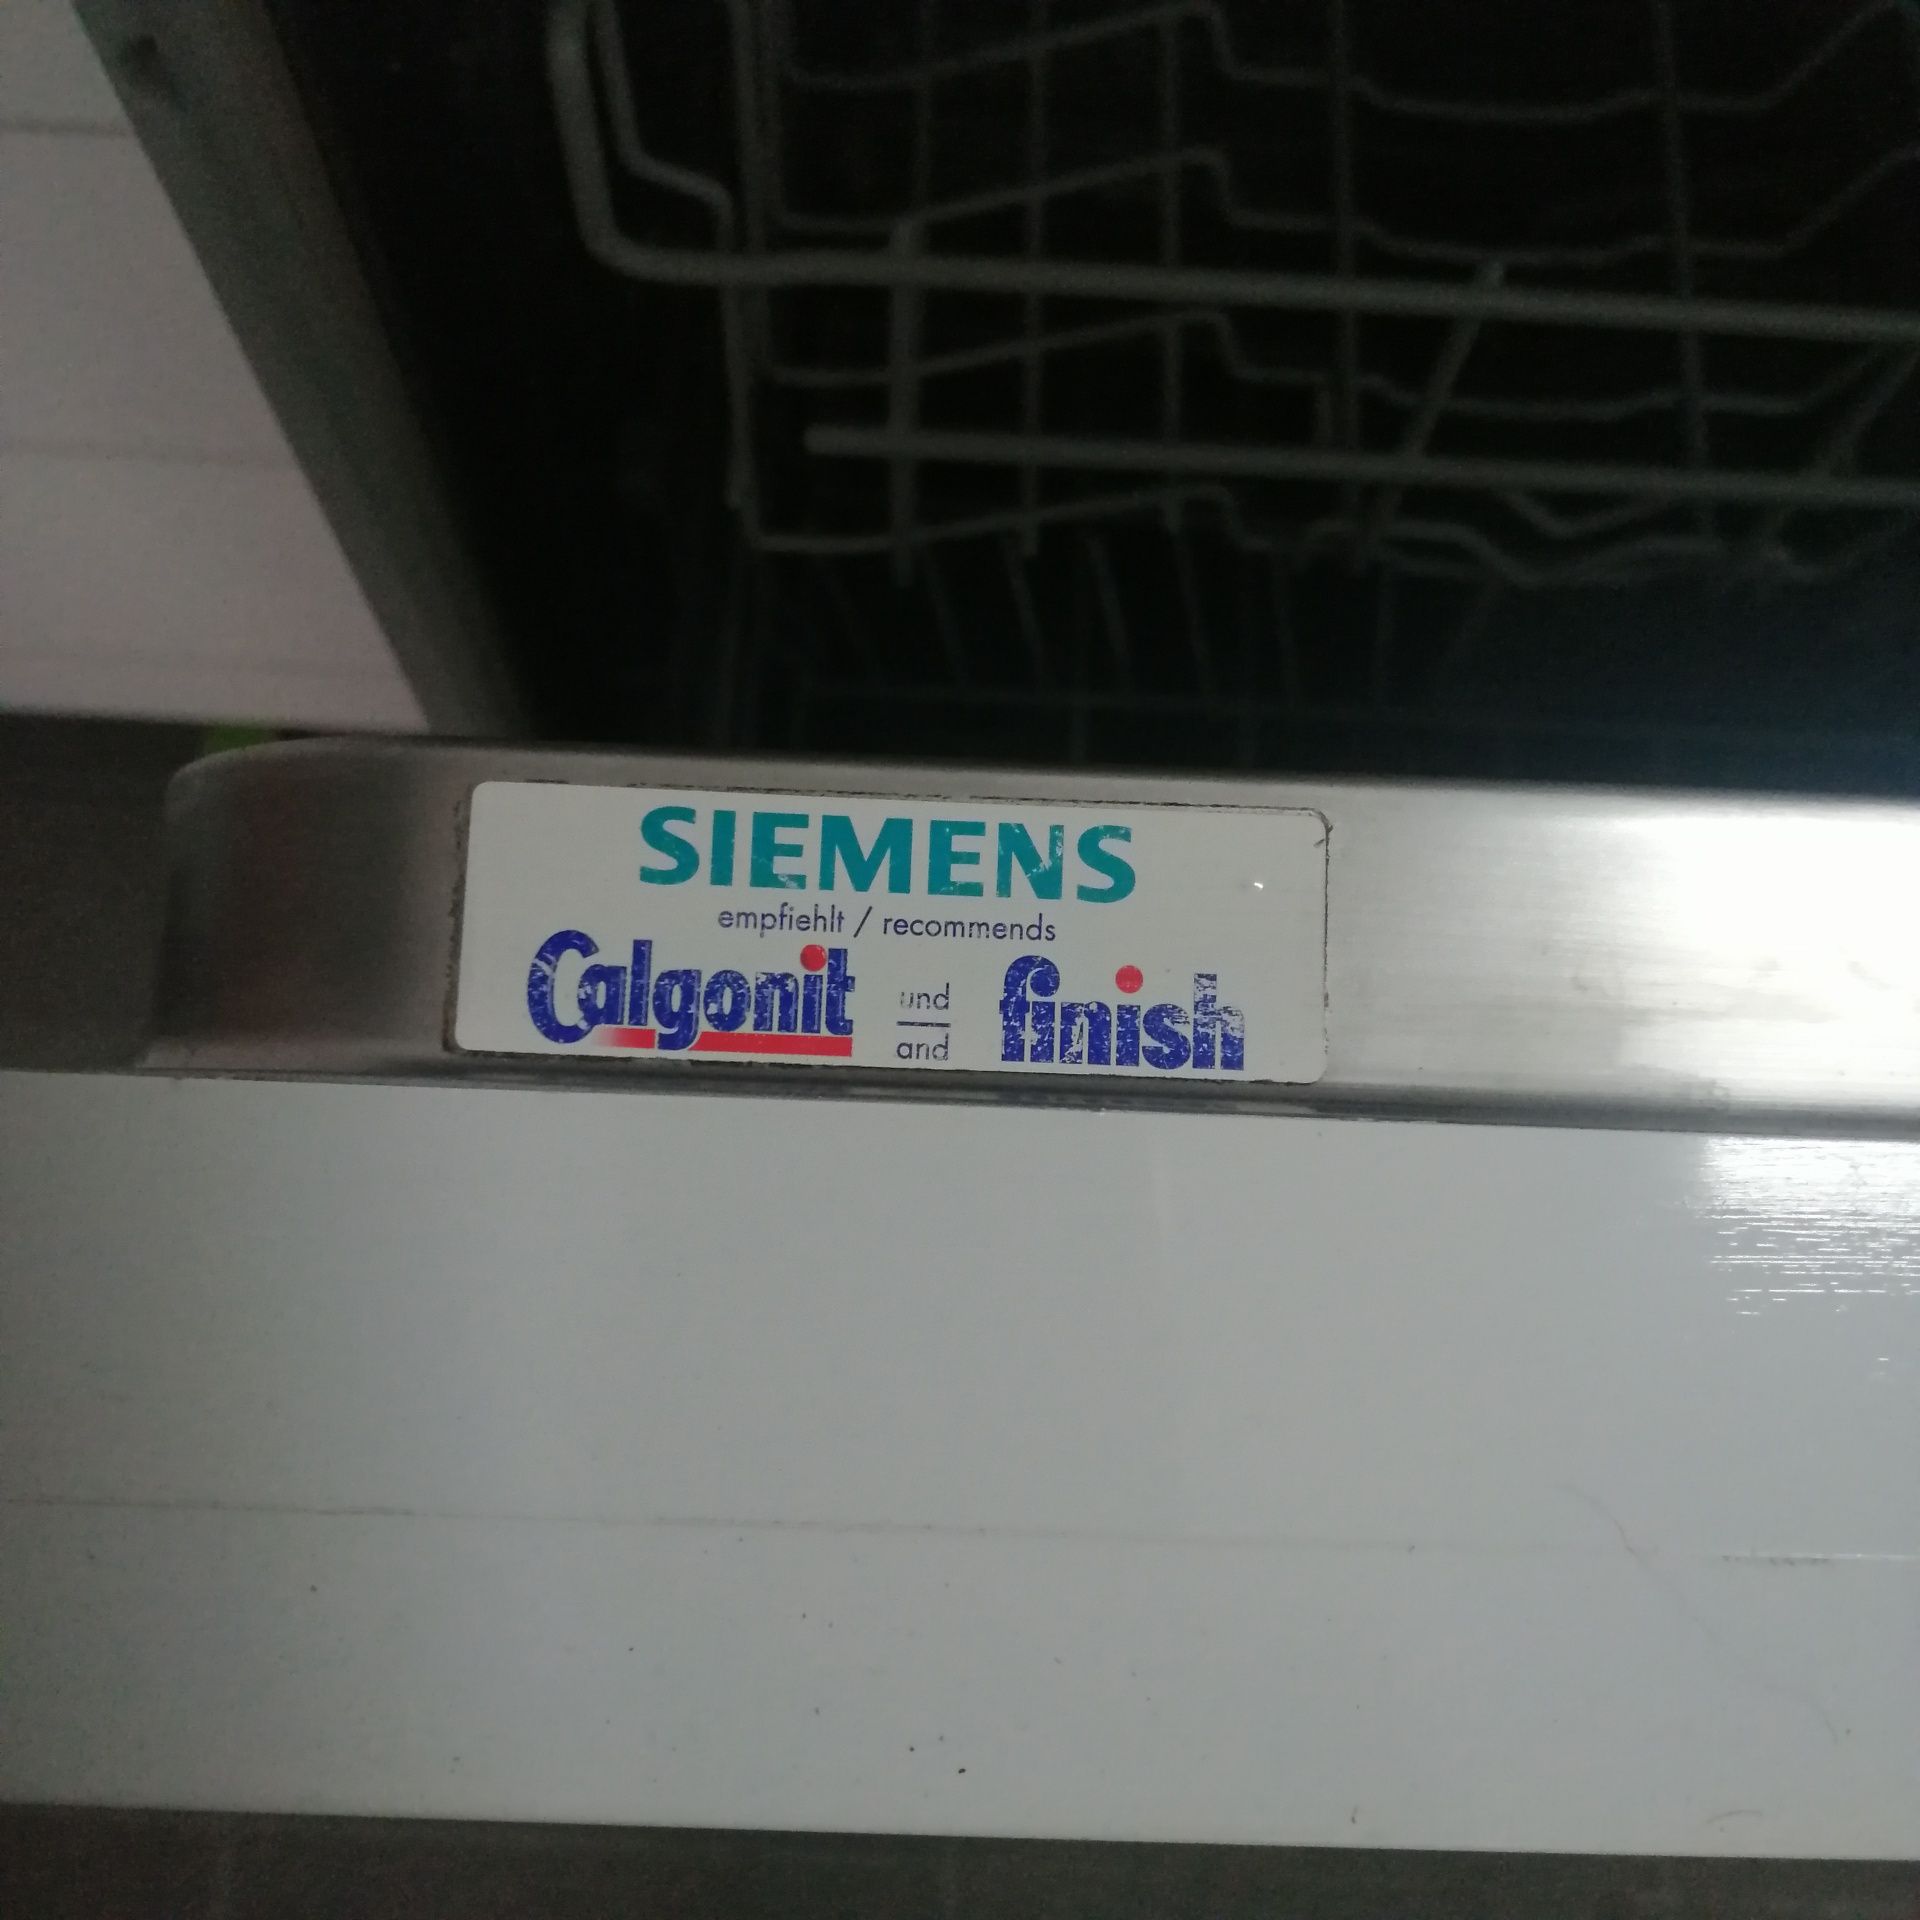 SIEMENS
empfiehlt / recommends
Calgonit und and finish